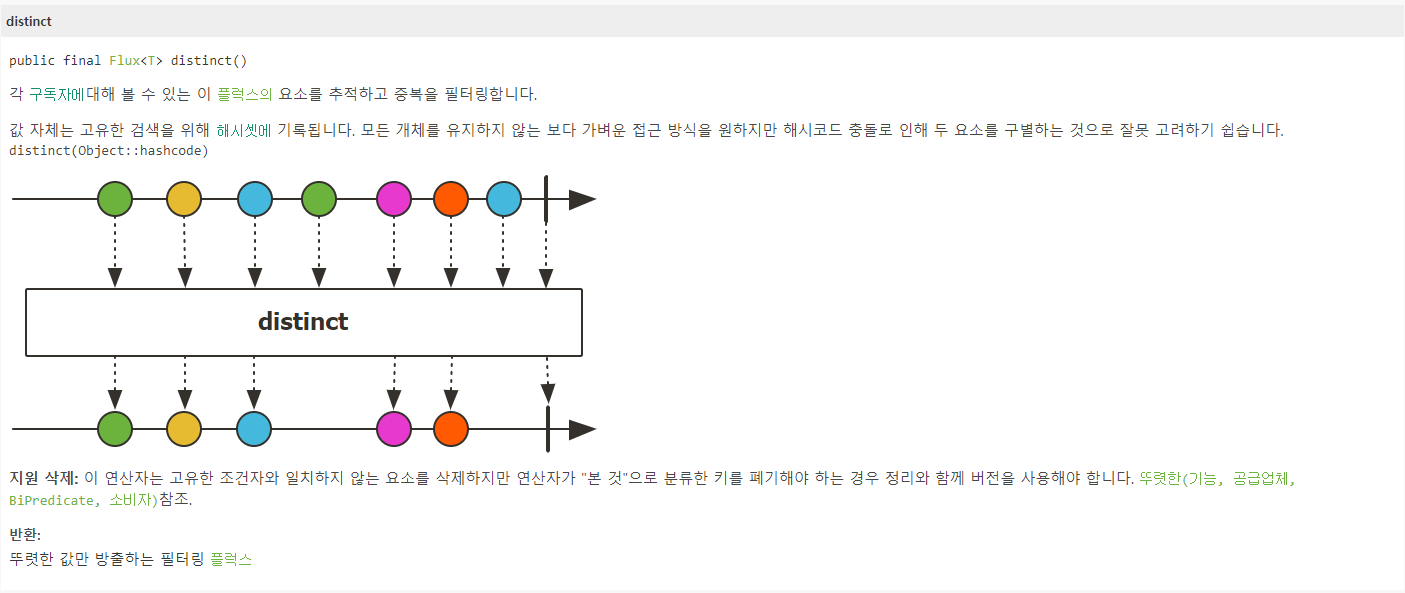 distinct
public final Flux<T> distinct()
각 구독자에대해 볼 수 있는 이 플럭스의 요소를 추적하고 중복을 필터링합니다.
값 자체는 고유한 검색을 위해 해시셋에 기록됩니다. 모든 개체를 유지하지 않는 보다 가벼운 접근 방식을 원하지만 해시코드 충돌로 인해 두 요소를 구별하는 것으로 잘못 고려하기 쉽습니다.
distinct(Object::hashcode)
distinct
지원 삭제: 이 연산자는 고유한 조건자와 일치하지 않는 요소를 삭제하지만 연산자가 "본 것"으로 분류한 키를 폐기해야 하는 경우 정리와 함께 버전을 사용해야 합니다. 뚜렷한(기능, 공급업체,
BiPredicate, 소비자)참조.
반환:
뚜렷한 값만 방출하는 필터링 플럭스